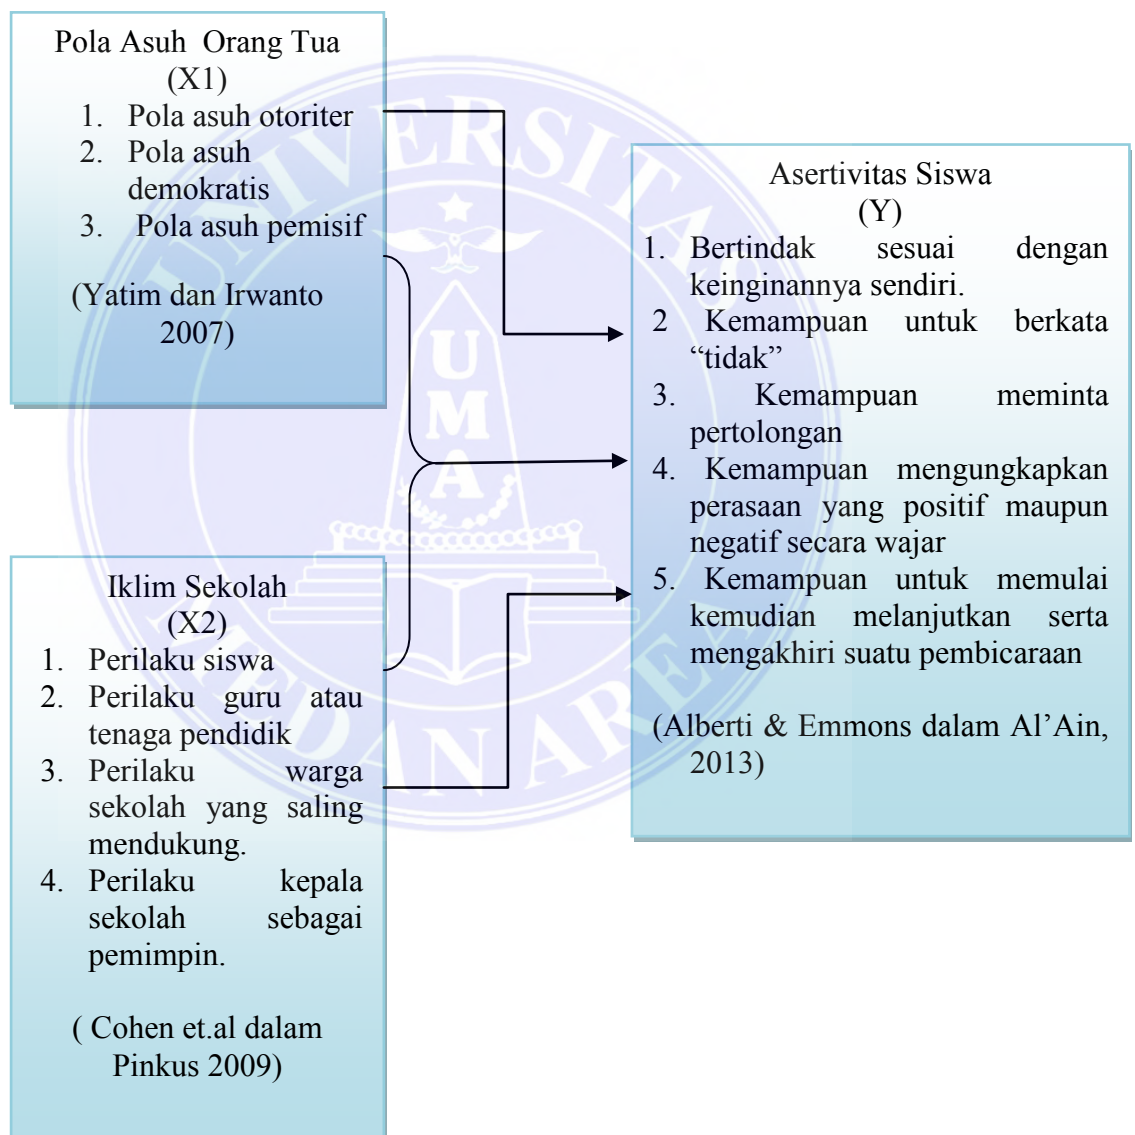 Pola Asuh Orang Tua
(X1)
1. Pola asuh otoriter
2. Pola asuh
demokratis
3. Pola asuh pemisif
(Yatim dan Irwanto
2007)
Asertivitas Siswa
(Y)
1. Bertindak sesuai dengan
keinginannya sendiri.
2 Kemampuan untuk berkata
“tidak”
3. Kemampuan meminta
pertolongan
4. Kemampuan mengungkapkan
perasaan yang positif maupun
negatif secara wajar
5. Kemampuan untuk memulai
kemudian melanjutkan serta
mengakhiri suatu pembicaraan
(Alberti & Emmons dalam Al’Ain,
2013)
Iklim Sekolah
(X2)
1. Perilaku siswa
2. Perilaku guru atau
tenaga pendidik
3. Perilaku warga
sekolah yang saling
mendukung.
4. Perilaku kepala
sekolah sebagai
pemimpin.
( Cohen et.al dalam
Pinkus 2009)
UNIVERSITAS
MEDAN AREA
UMA